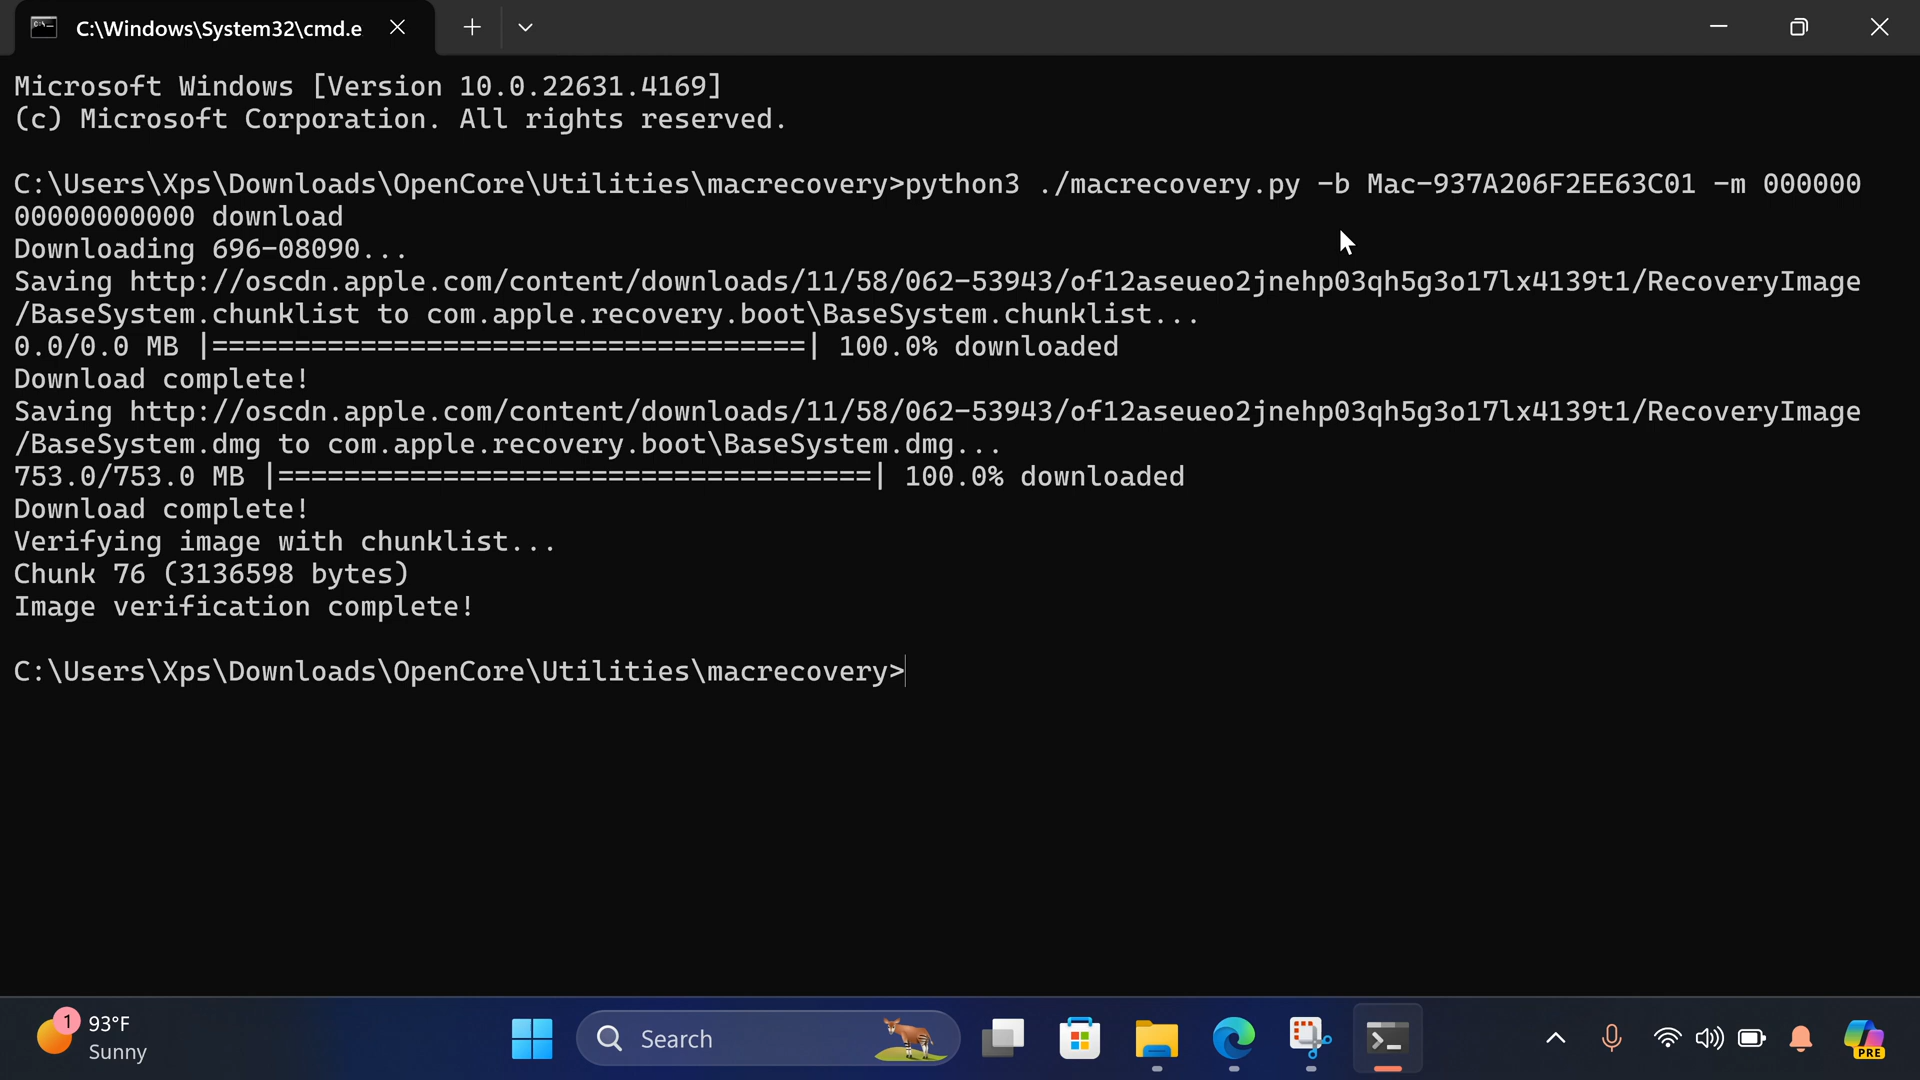 C:\Windows\System32\cmd.e
Microsoft Windows [Version 10.0.22631.4169]
(c) Microsoft Corporation. All rights reserved.
C:\Users\Xps\Downloads\OpenCore\Utilities\macrecovery>python3 ./macrecovery.py -b Mac-937A206F2EE63C01 -m 000000
00000000000 download
Downloading 696-08090...
Saving http://oscdn.apple.com/content/downloads/11/58/062-53943/of12aseueo2jnehp03qh5g3o17lx4139t1/RecoveryImage
/BaseSystem.chunklist to com.apple.recovery.boot\BaseSystem.chunklist...
0.0/0.0 MB |====================================| 100.0% downloaded
Download complete!
Saving http://oscdn.apple.com/content/downloads/11/58/062-53943/of12aseueo2jnehp03qh5g3o17lx4139t1/RecoveryImage
/BaseSystem.dmg to com.apple.recovery.boot\BaseSystem.dmg...
753.0/753.0 MB |====================================| 100.0% downloaded
Download complete!
Verifying image with chunklist...
Chunk 76 (3136598 bytes)
Image verification complete!
C:\Users\Xps\Downloads\OpenCore\Utilities\macrecovery>
1
93°F
Sunny
Search
PRE